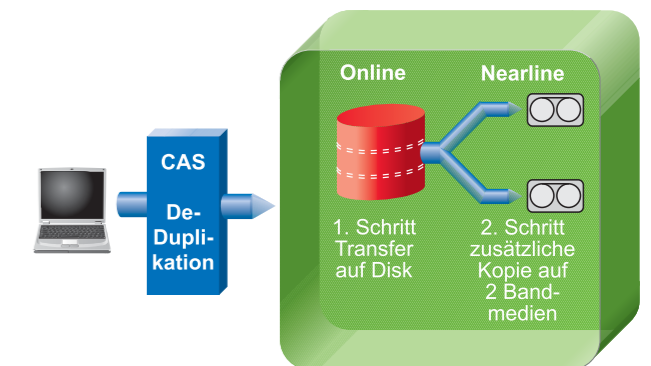 CAS
De-
Dupli-
kation
Online
1. Schritt
Transfer
auf Disk
Nearline
2. Schritt
zusätzliche
Kopie auf
2 Band-
medien